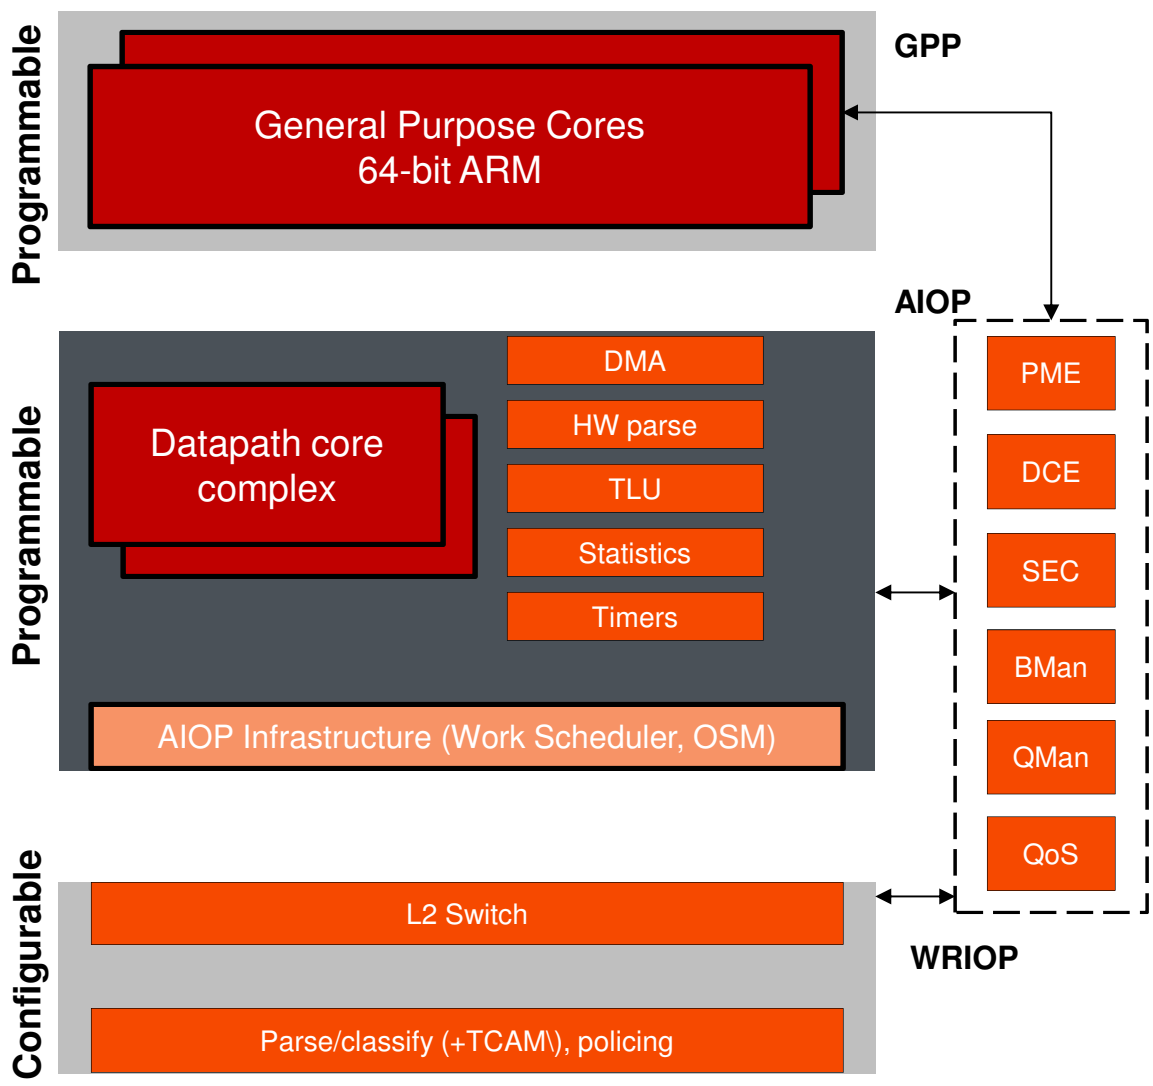 Programmable
General Purpose Cores
64-bit ARM
GPP
Programmable
AIOP
Datapath core
complex
DMA
HW parse
TLU
Statistics
Timers
AIOP Infrastructure (Work Scheduler, OSM)
PME
DCE
SEC
BMan
QMan
QoS
Configurable
L2 Switch
WRIOP
Parse/classify (+TCAM\), policing